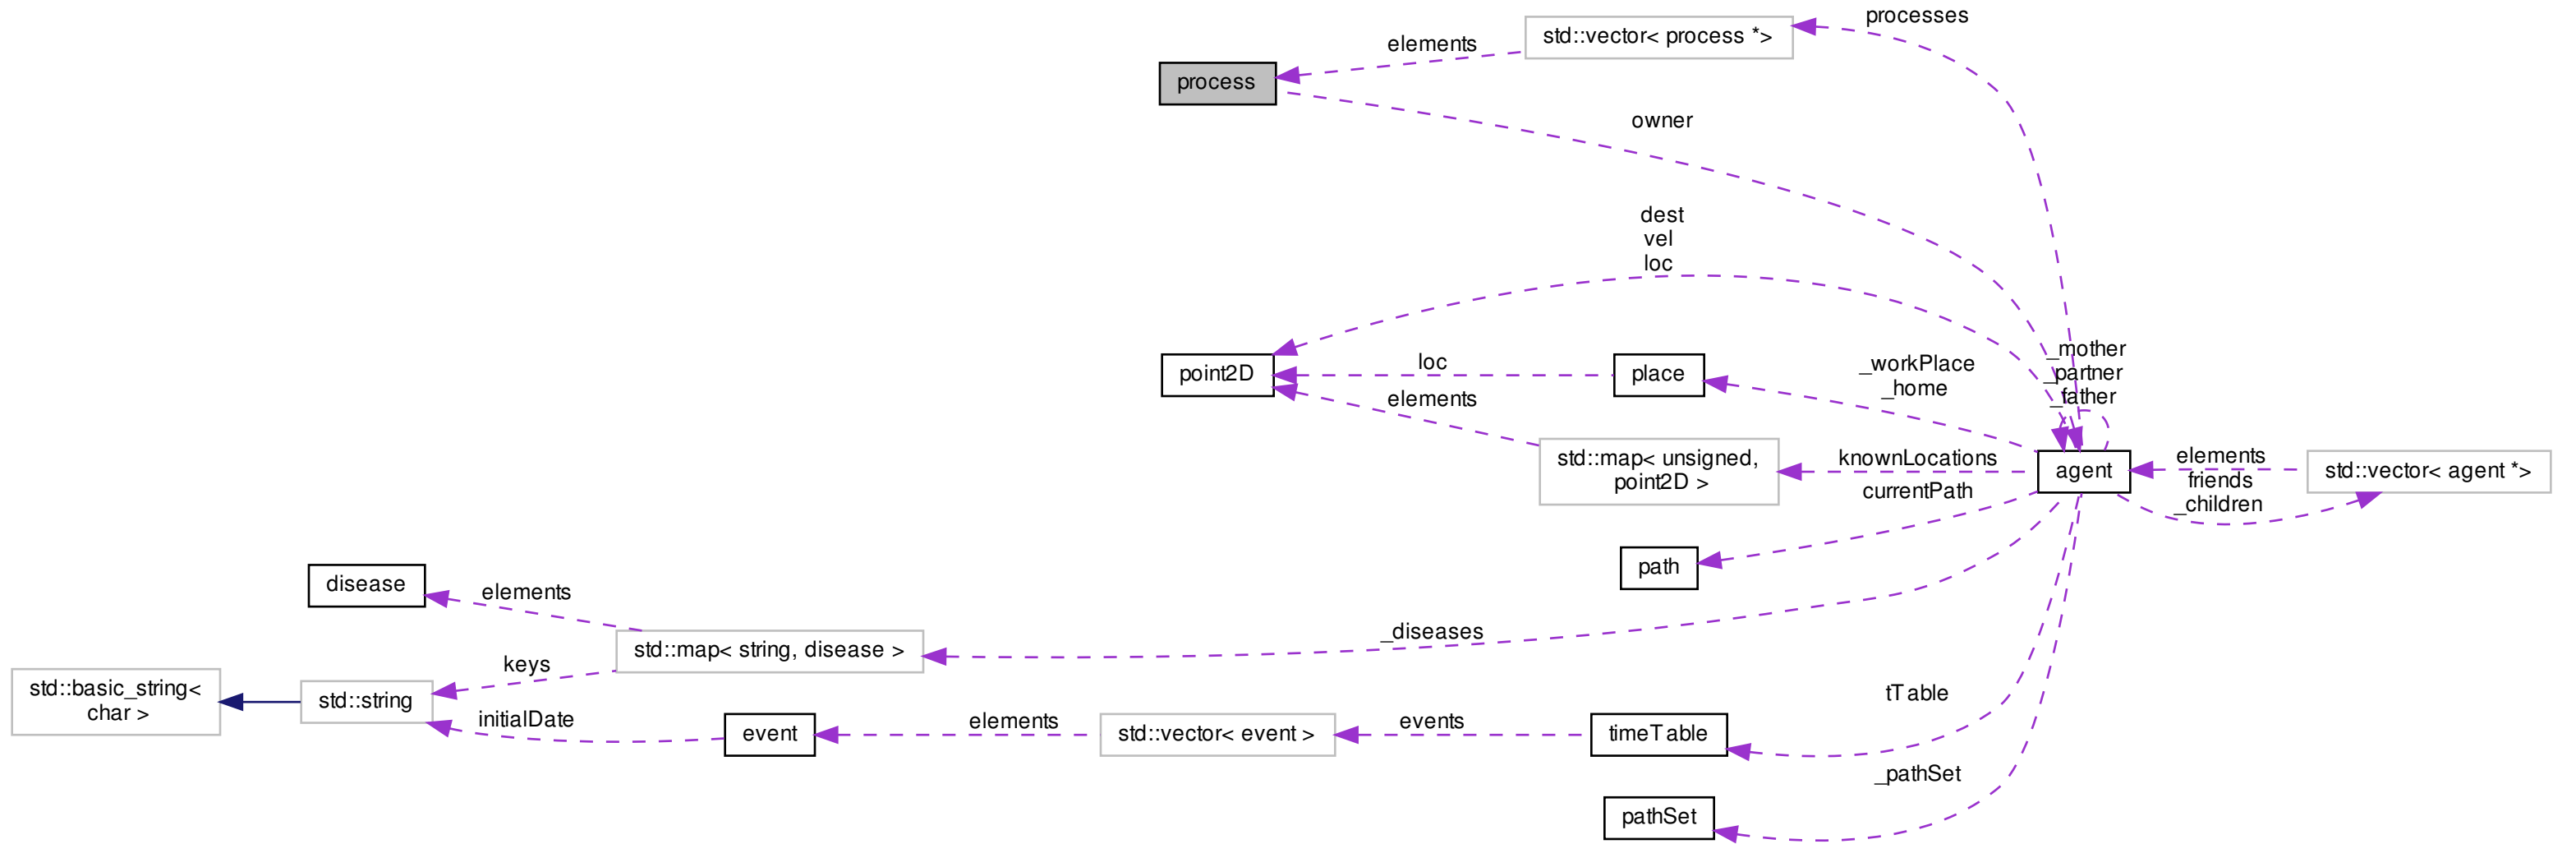 processes
std::vector< process *>
elements
process
owner
dest
vel
loc
_mother
_partner
_father
loc
place
_workPlace
_home
point2D
elements
std::map< unsigned,
point2D >
knownLocations
currentPath
agent
elements
friends
_children
std::vector< agent *>
path
disease
elements
_diseases
std::map< string, disease >
keys
std::basic_string<
char >
std::string
initialDate
event
elements
std::vector< event >
events
timeTable
tTable
_pathSet
pathSet